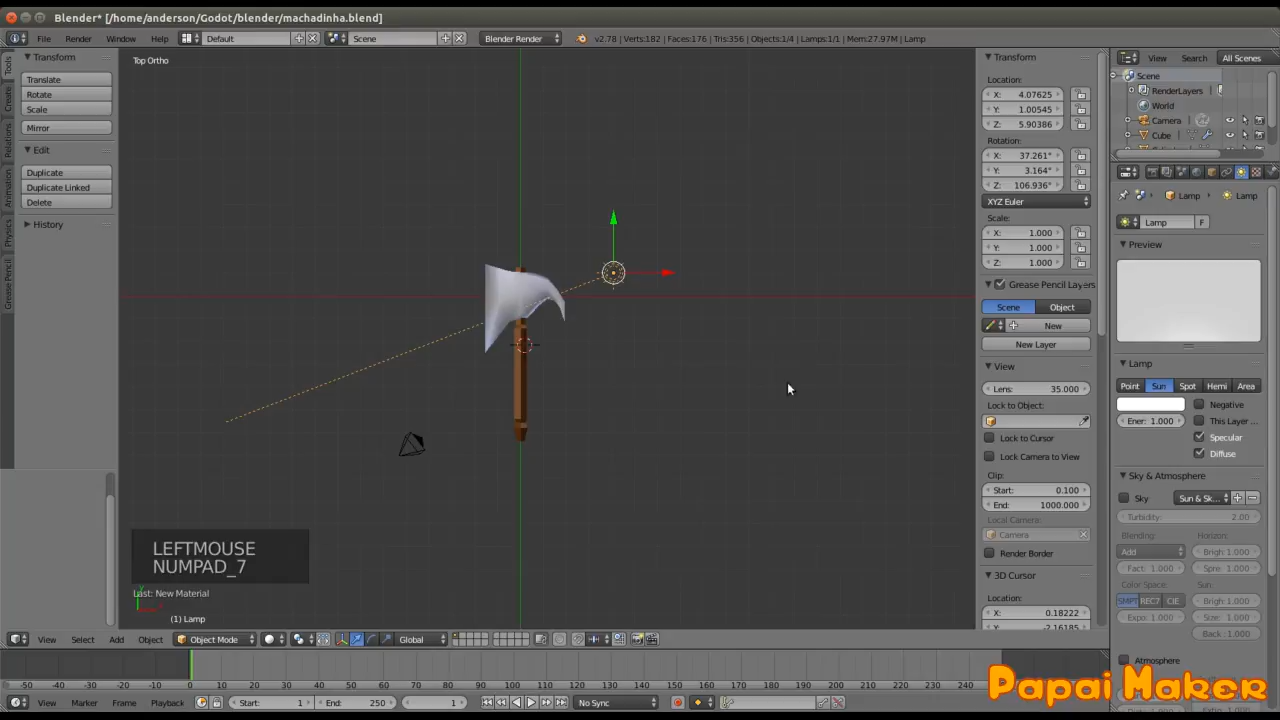 Blender* [/home/anderson/Godot/blender/machadinha.blend]
File Render Window Help Default Scene Blender Render v2.78 | Verts:182 | Faces:176 | Tris:356 | Objects:1/4 | Lamps:1/1 | Mem:27.97M | Lamp
Tools
Create
Relations
Animation
Physics
Grease Pencil
Transform
Translate
Rotate
Scale
Mirror
Edit
Duplicate
Duplicate Linked
Delete
History
Top Ortho
LEFTMOUSE
NUMPAD_7
Last: New Material
(1) Lamp
Transform
Location:
X: 4.07625
Y: 1.00545
Z: 5.90386
Rotation:
X: 37.261°
Y: 3.164°
Z: 106.936°
XYZ Euler
Scale:
X: 1.000
Y: 1.000
Z: 1.000
Grease Pencil Layers
Scene Object
New
New Layer
View
Lens: 35.000
Lock to Object:
Lock to Cursor
Lock Camera to View
Clip:
Start: 0.100
End: 1000.000
Local Camera:
Camera
Render Border
3D Cursor
Location:
X: 0.18222
Y: -2.16185
View Search All Scenes
Scene
RenderLayers
World
Camera
Cube
Lamp Lamp
Lamp F
Preview
Lamp
Point Sun Spot Hemi Area
Negative
Ener: 1.000 This Layer ...
Specular
Diffuse
Sky & Atmosphere
Sky Sun & Sk...
Turbidity: 2.00
Blending: Horizon:
Add Brigh: 1.000
Fact: 1.000 Spre: 1.000
Color Space: Sun:
SMPT REC7 CIE Brigh: 1.000
Expo: 1.000 Size: 1.000
Back: 1.000
Atmosphere
View Select Add Object Object Mode Global
-50 -40 -30 -20 -10 0 10 20 30 40 50 60 70 80 90 100 110 120 130 140 150 160 170 180 190 200 210 220 230 240
View Marker Frame Playback Start: 1 End: 250 1 No Sync
Papai Maker